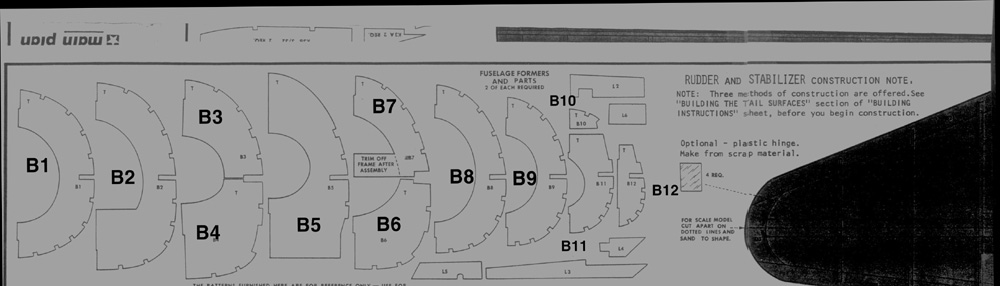 main plan
KEY 2 REQ.
FUSELAGE FORMERS
AND PARTS
2 OF EACH REQUIRED
RUDDER AND STABILIZER CONSTRUCTION NOTE.
NOTE: Three methods of construction are offered. See
"BUILDING THE TAIL SURFACES" section of "BUILDING
INSTRUCTIONS" sheet, before you begin construction.
Optional - plastic hinge.
Make from scrap material.
4 REQ.
FOR SCALE MODEL
CUT APART ON
DOTTED LINES AND
SAND TO SHAPE.
T
B1
B1
T
B2
B2
T
B3
B3
T
B4
T
B5
B5
T
B7
B7
TRIM OFF
FRAME AFTER
ASSEMBLY
T
B6
B6
T
B8
B8
T
B9
B9
B10
T
B10
L3
L6
T
B11
B11
T
B12
B12
L4
L5
L2
THE PATTERNS FURNISHED HERE ARE FOR REFERENCE ONLY — USE FOR